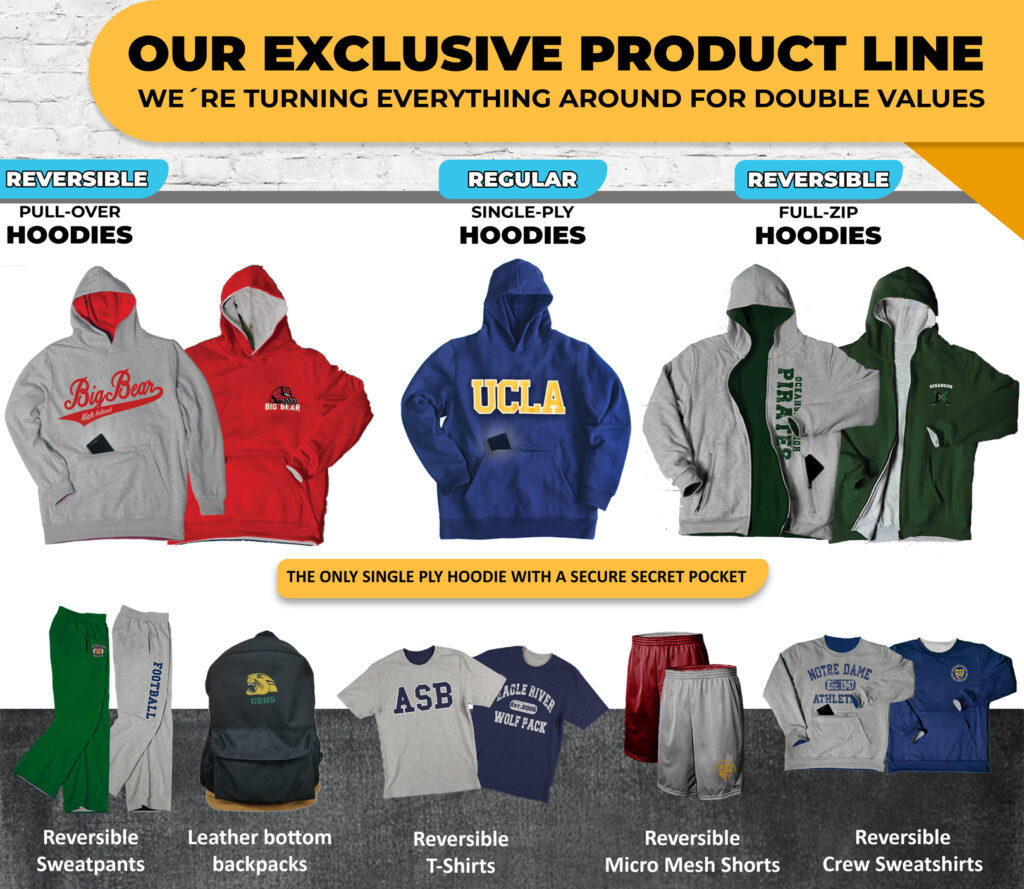 OUR EXCLUSIVE PRODUCT LINE
WE´RE TURNING EVERYTHING AROUND FOR DOUBLE VALUES
REVERSIBLE
PULL-OVER
HOODIES
REGULAR
SINGLE-PLY
HOODIES
REVERSIBLE
FULL-ZIP
HOODIES
Big Bear
High School
BIG BEAR
UCLA
PIRATES
OCEANSIDE
THE ONLY SINGLE PLY HOODIE WITH A SECURE SECRET POCKET
FOOTBALL
CSHS
ASB
EAGLE RIVER
EST.2005
WOLF PACK
NOTRE DAME
Est. 1947
Reversible
Sweatpants
Leather bottom
backpacks
Reversible
T-Shirts
Reversible
Micro Mesh Shorts
Reversible
Crew Sweatshirts